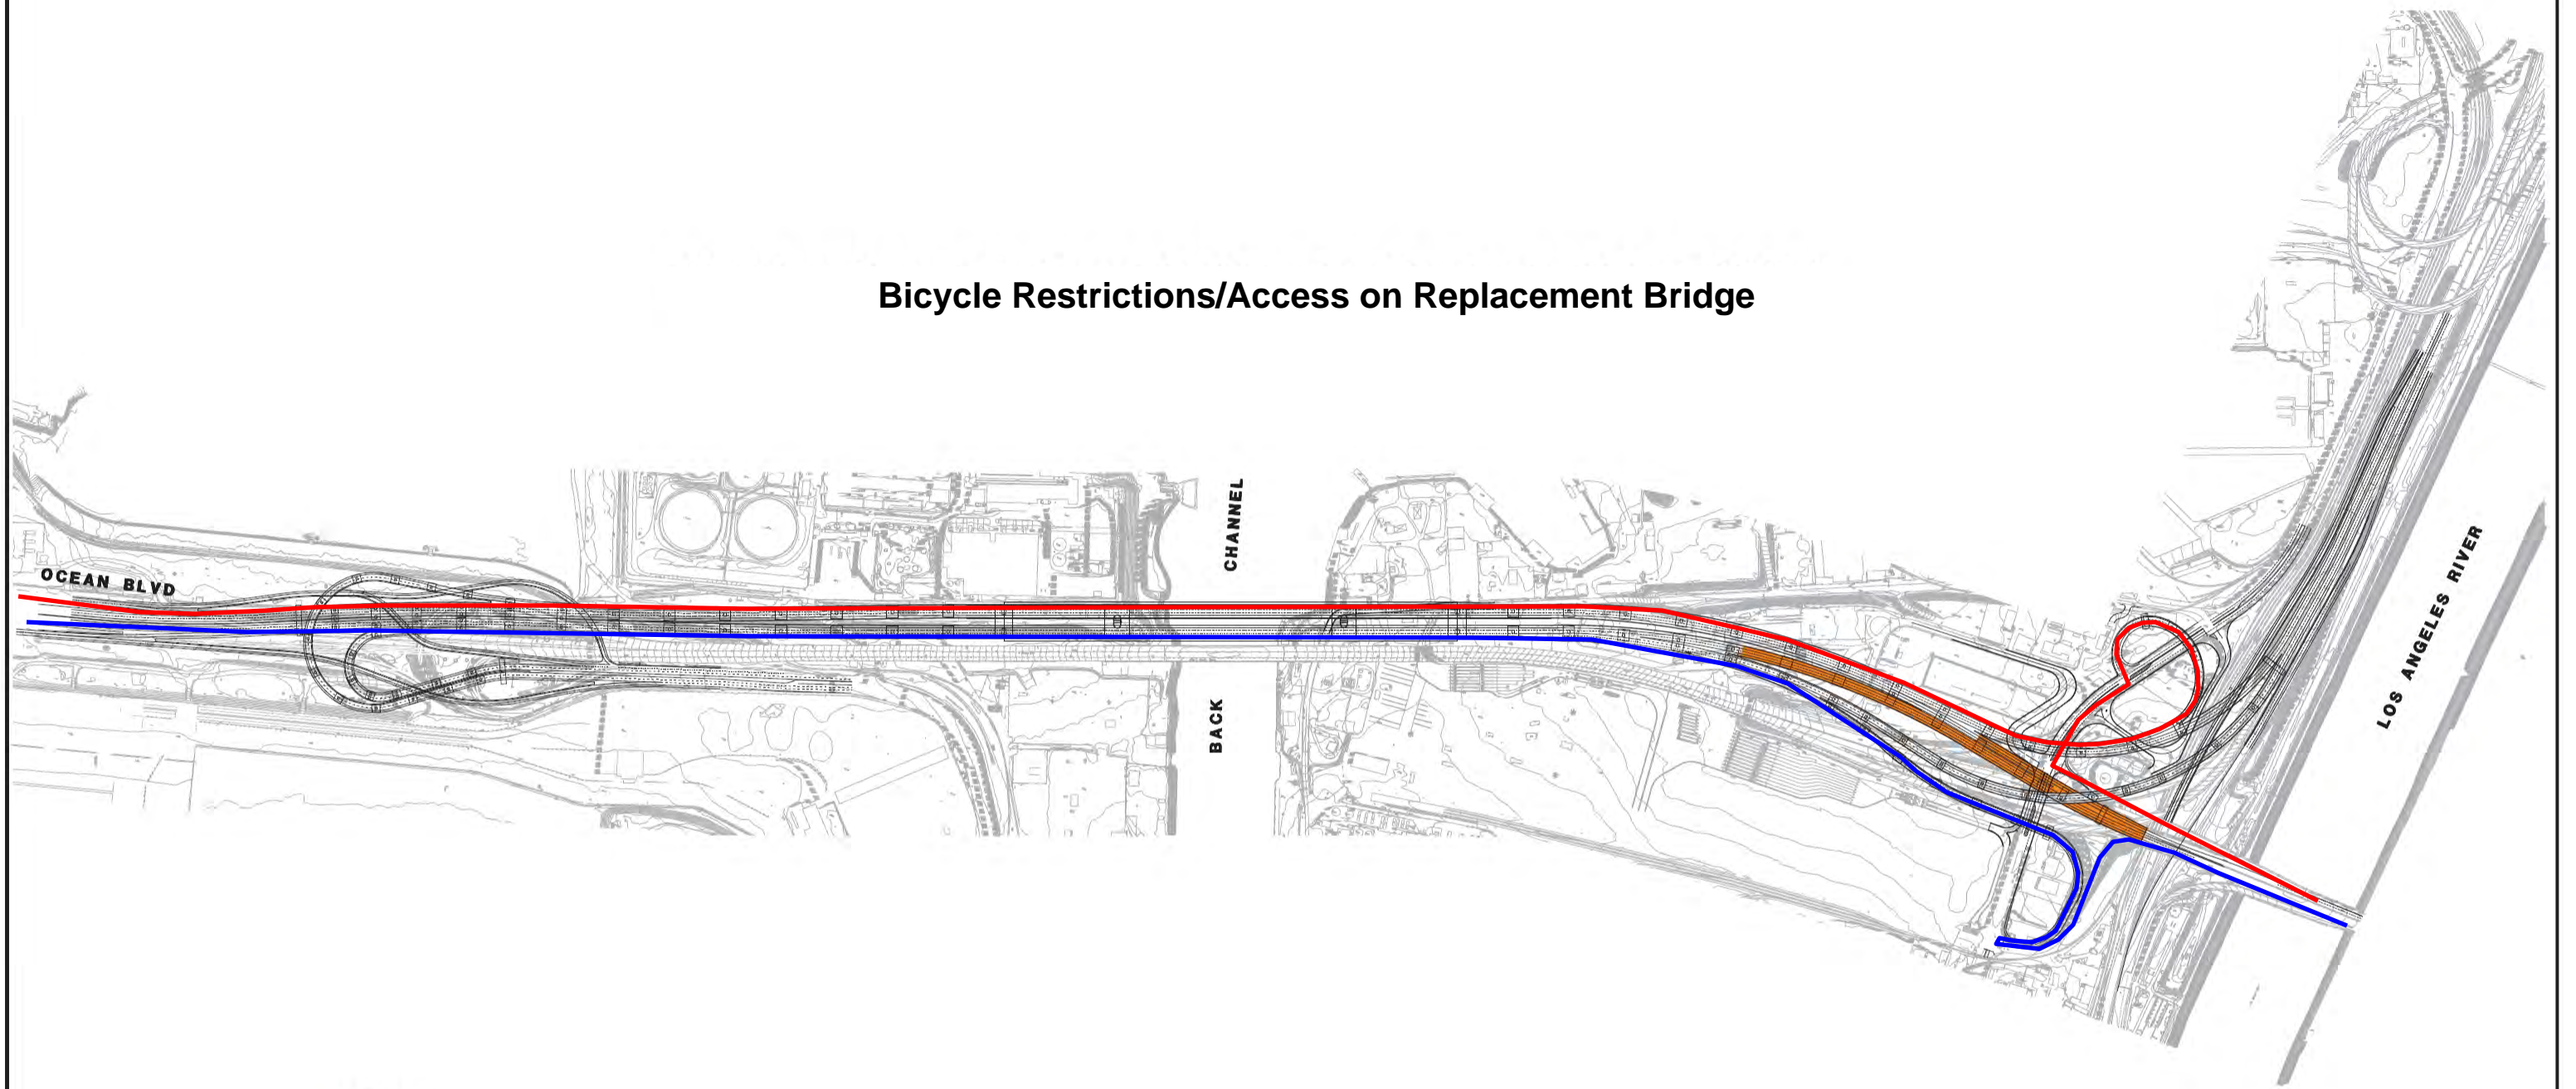 Bicycle Restrictions/Access on Replacement Bridge
OCEAN BLVD
BACK CHANNEL
LOS ANGELES RIVER